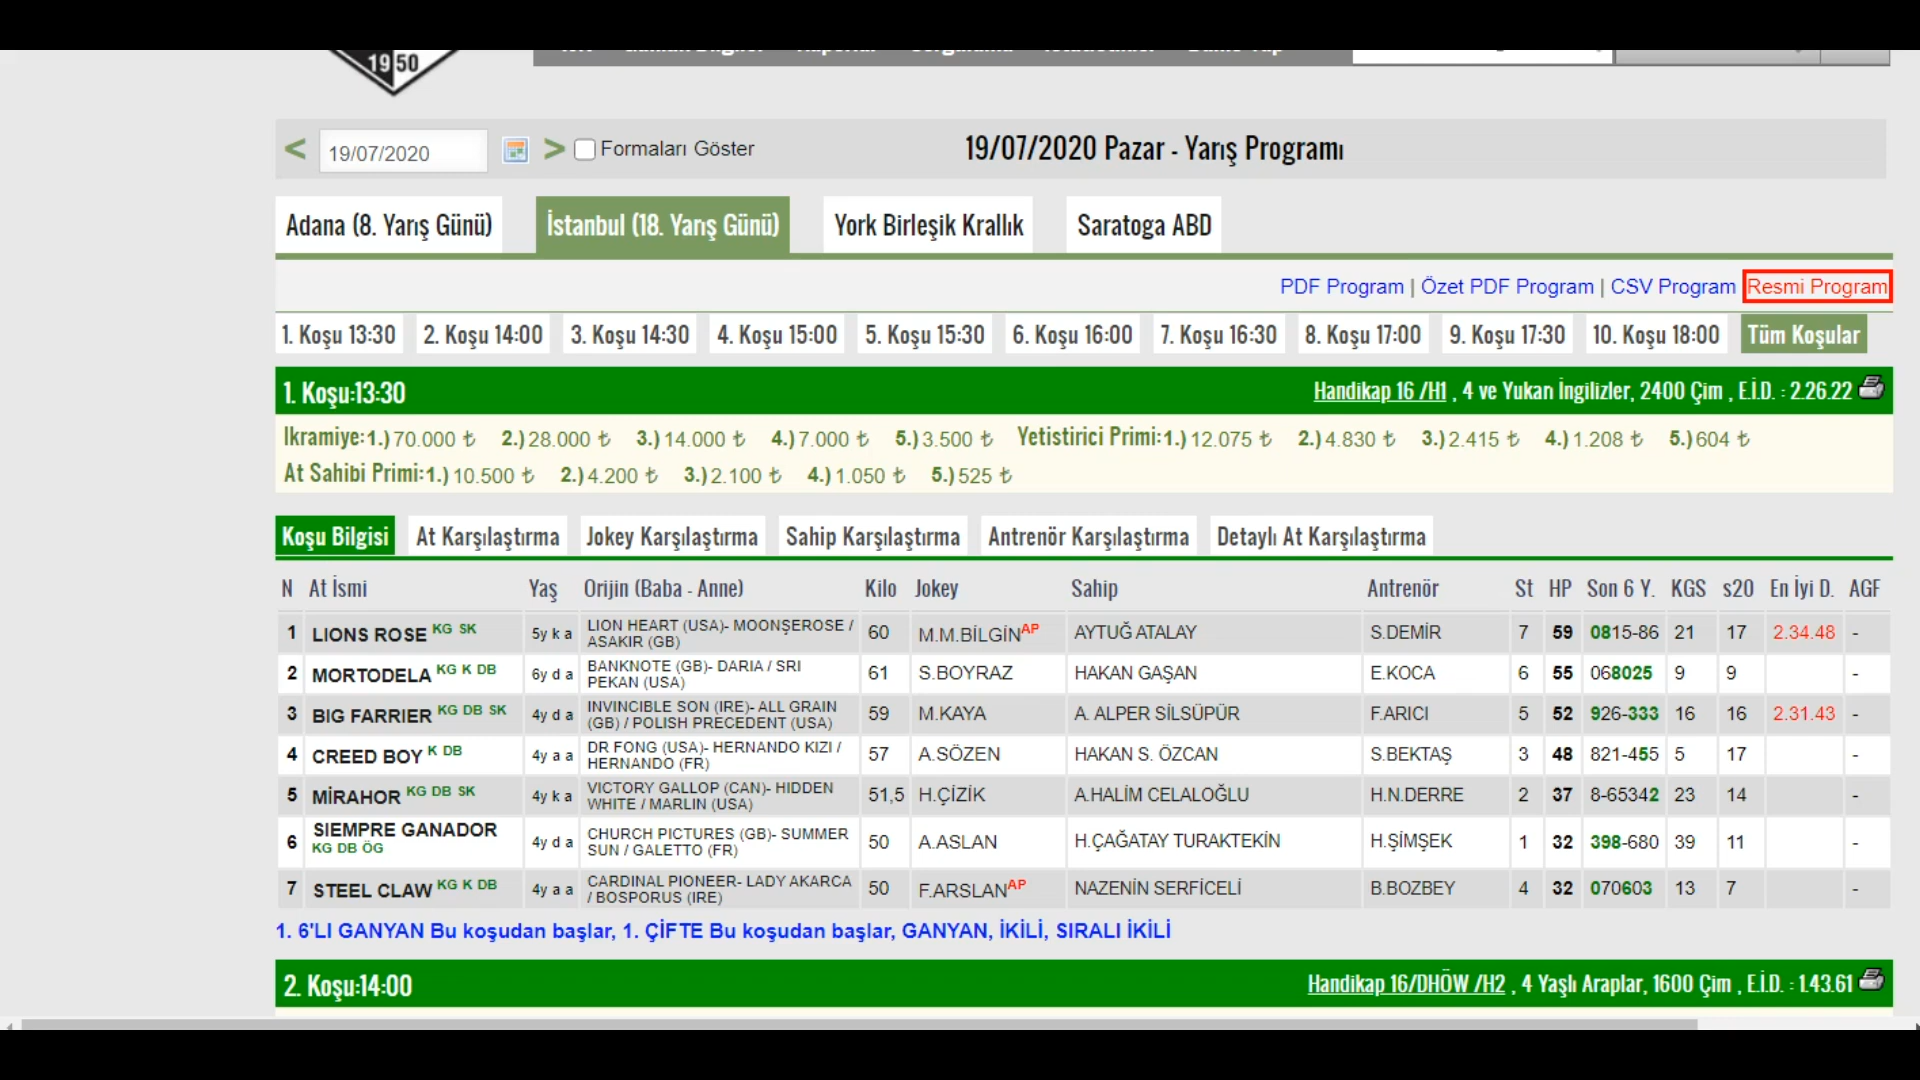 19 50
19/07/2020
Formaları Göster
19/07/2020 Pazar - Yarış Programı
Adana (8. Yarış Günü) İstanbul (18. Yarış Günü) York Birleşik Krallık Saratoga ABD
PDF Program | Özet PDF Program | CSV Program Resmi Program
1. Koşu 13:30 2. Koşu 14:00 3. Koşu 14:30 4. Koşu 15:00 5. Koşu 15:30 6. Koşu 16:00 7. Koşu 16:30 8. Koşu 17:00 9. Koşu 17:30 10. Koşu 18:00 Tüm Koşular
1. Koşu:13:30 Handikap 16 /H1 , 4 ve Yukarı İngilizler, 2400 Çim , E.İ.D. : 2.26.22
Ikramiye:1.)70.000 ₺ 2.)28.000 ₺ 3.)14.000 ₺ 4.)7.000 ₺ 5.)3.500 ₺ Yetistirici Primi:1.)12.075 ₺ 2.)4.830 ₺ 3.)2.415 ₺ 4.)1.208 ₺ 5.)604 ₺
At Sahibi Primi:1.)10.500 ₺ 2.)4.200 ₺ 3.)2.100 ₺ 4.)1.050 ₺ 5.)525 ₺
Koşu Bilgisi At Karşılaştırma Jokey Karşılaştırma Sahip Karşılaştırma Antrenör Karşılaştırma Detaylı At Karşılaştırma
N At İsmi Yaş Orijin (Baba - Anne) Kilo Jokey Sahip Antrenör St HP Son 6 Y. KGS s20 En İyi D. AGF
1 LIONS ROSE KG SK 5y k a LION HEART (USA)- MOONŞEROSE / ASAKIR (GB) 60 M.M.BİLGİN AP AYTUĞ ATALAY S.DEMİR 7 59 0815-86 21 17 2.34.48 -
2 MORTODELA KG K DB 6y d a BANKNOTE (GB)- DARIA / SRI PEKAN (USA) 61 S.BOYRAZ HAKAN GAŞAN E.KOCA 6 55 068025 9 9 -
3 BIG FARRIER KG DB SK 4y d a INVINCIBLE SON (IRE)- ALL GRAIN (GB) / POLISH PRECEDENT (USA) 59 M.KAYA A. ALPER SİLSÜPÜR F.ARICI 5 52 926-333 16 16 2.31.43 -
4 CREED BOY K DB 4y a a DR FONG (USA)- HERNANDO KIZI / HERNANDO (FR) 57 A.SÖZEN HAKAN S. ÖZCAN S.BEKTAŞ 3 48 821-455 5 17 -
5 MİRAHOR KG DB SK 4y k a VICTORY GALLOP (CAN)- HIDDEN WHITE / MARLIN (USA) 51,5 H.ÇİZİK A.HALİM CELALOĞLU H.N.DERRE 2 37 8-65342 23 14 -
6 SIEMPRE GANADOR KG DB ÖG 4y d a CHURCH PICTURES (GB)- SUMMER SUN / GALETTO (FR) 50 A.ASLAN H.ÇAĞATAY TURAKTEKİN H.ŞİMŞEK 1 32 398-680 39 11 -
7 STEEL CLAW KG K DB 4y a a CARDINAL PIONEER- LADY AKARCA / BOSPORUS (IRE) 50 F.ARSLAN AP NAZENİN SERFİCELİ B.BOZBEY 4 32 070603 13 7 -
1. 6'LI GANYAN Bu koşudan başlar, 1. ÇİFTE Bu koşudan başlar, GANYAN, İKİLİ, SIRALI İKİLİ
2. Koşu:14:00 Handikap 16/DHÖW /H2 , 4 Yaşlı Araplar, 1600 Çim , E.İ.D. : 1.43.61